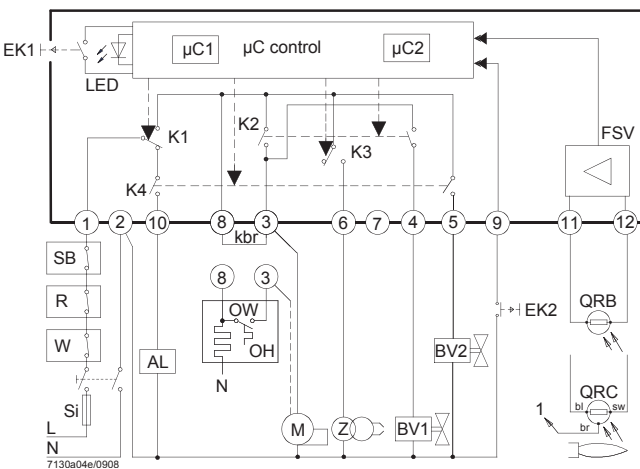 EK1
µC1
µC control
µC2
LED
K1
K2
K3
K4
FSV
1
2
10
8
3
6
7
4
5
9
11
12
kbr
SB
R
W
Si
L
N
AL
8
3
OW
OH
N
M
Z
BV1
BV2
EK2
QRB
QRC
bl
sw
br
1
7130a04e/0908